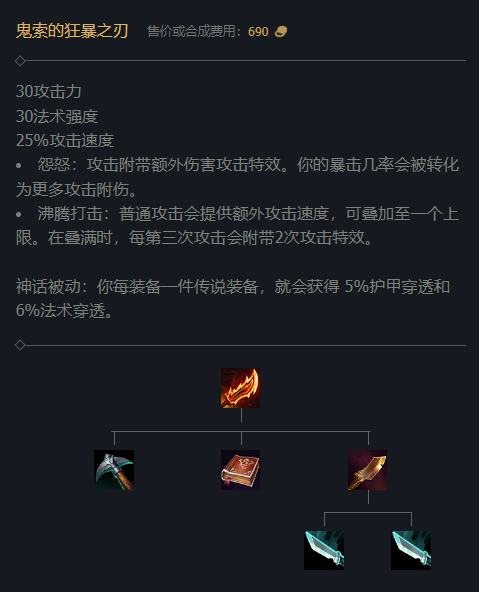 鬼索的狂暴之刃 售价或合成费用：690
30攻击力
30法术强度
25%攻击速度
• 怨怒：攻击附带额外伤害攻击特效。你的暴击几率会被转化
为更多攻击附伤。
• 沸腾打击：普通攻击会提供额外攻击速度，可叠加至一个上
限。在叠满时，每第三次攻击会附带2次攻击特效。
神话被动：你每装备一件传说装备，就会获得 5%护甲穿透和
6%法术穿透。